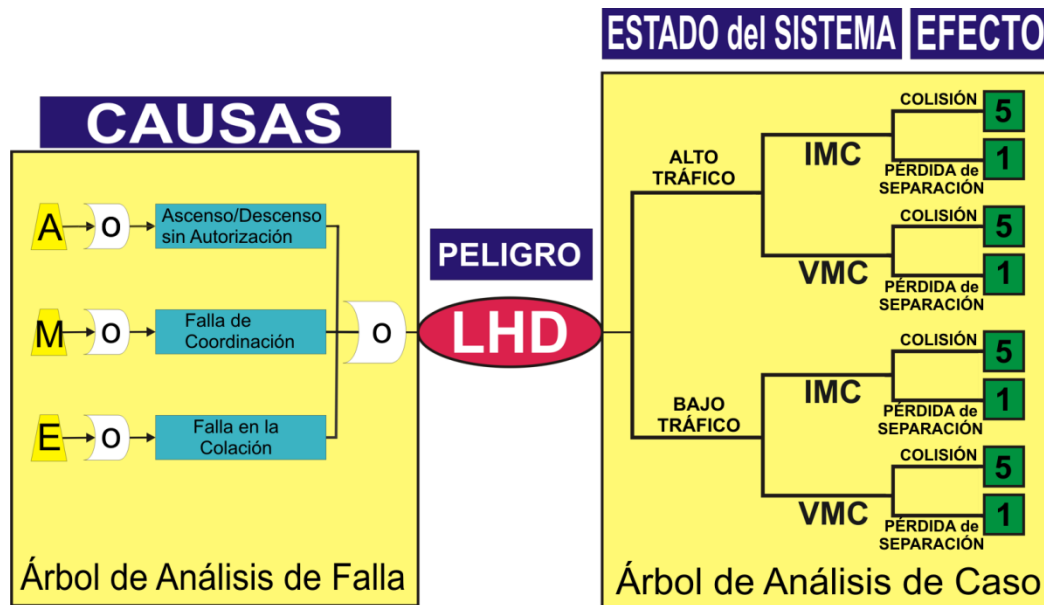 CAUSAS
A
O
Ascenso/Descenso
sin Autorización
M
O
Falla de
Coordinación
E
O
Falla en la
Colación
O
Árbol de Análisis de Falla
PELIGRO
LHD
ESTADO del SISTEMA
EFECTO
ALTO
TRÁFICO
IMC
COLISIÓN
5
PÉRDIDA de
SEPARACIÓN
1
VMC
COLISIÓN
5
PÉRDIDA de
SEPARACIÓN
1
BAJO
TRÁFICO
IMC
COLISIÓN
5
PÉRDIDA de
SEPARACIÓN
1
VMC
COLISIÓN
5
PÉRDIDA de
SEPARACIÓN
1
Árbol de Análisis de Caso